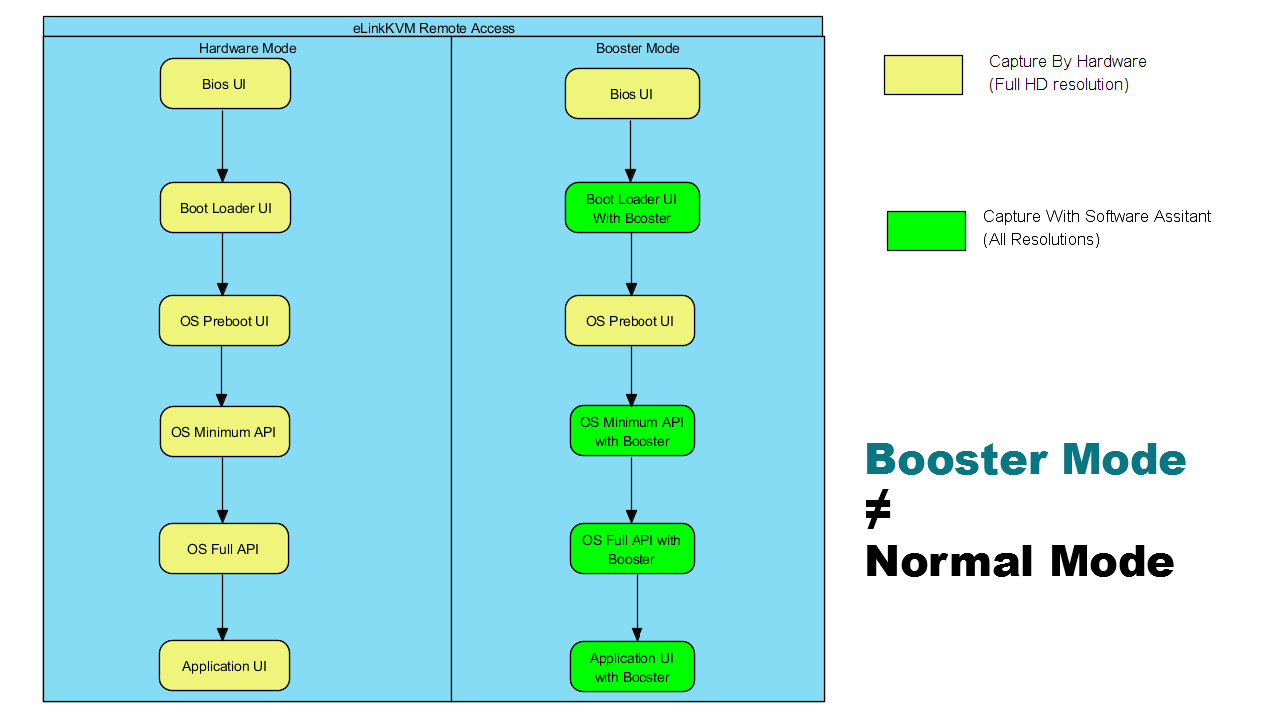 eLinkKVM Remote Access
Hardware Mode
Bios UI
Boot Loader UI
OS Preboot UI
OS Minimum API
OS Full API
Application UI
Booster Mode
Bios UI
Boot Loader UI
With Booster
OS Preboot UI
OS Minimum API
with Booster
OS Full API with
Booster
Application UI
with Booster
Capture By Hardware
(Full HD resolution)
Capture With Software Assitant
(All Resolutions)
Booster Mode
≠
Normal Mode